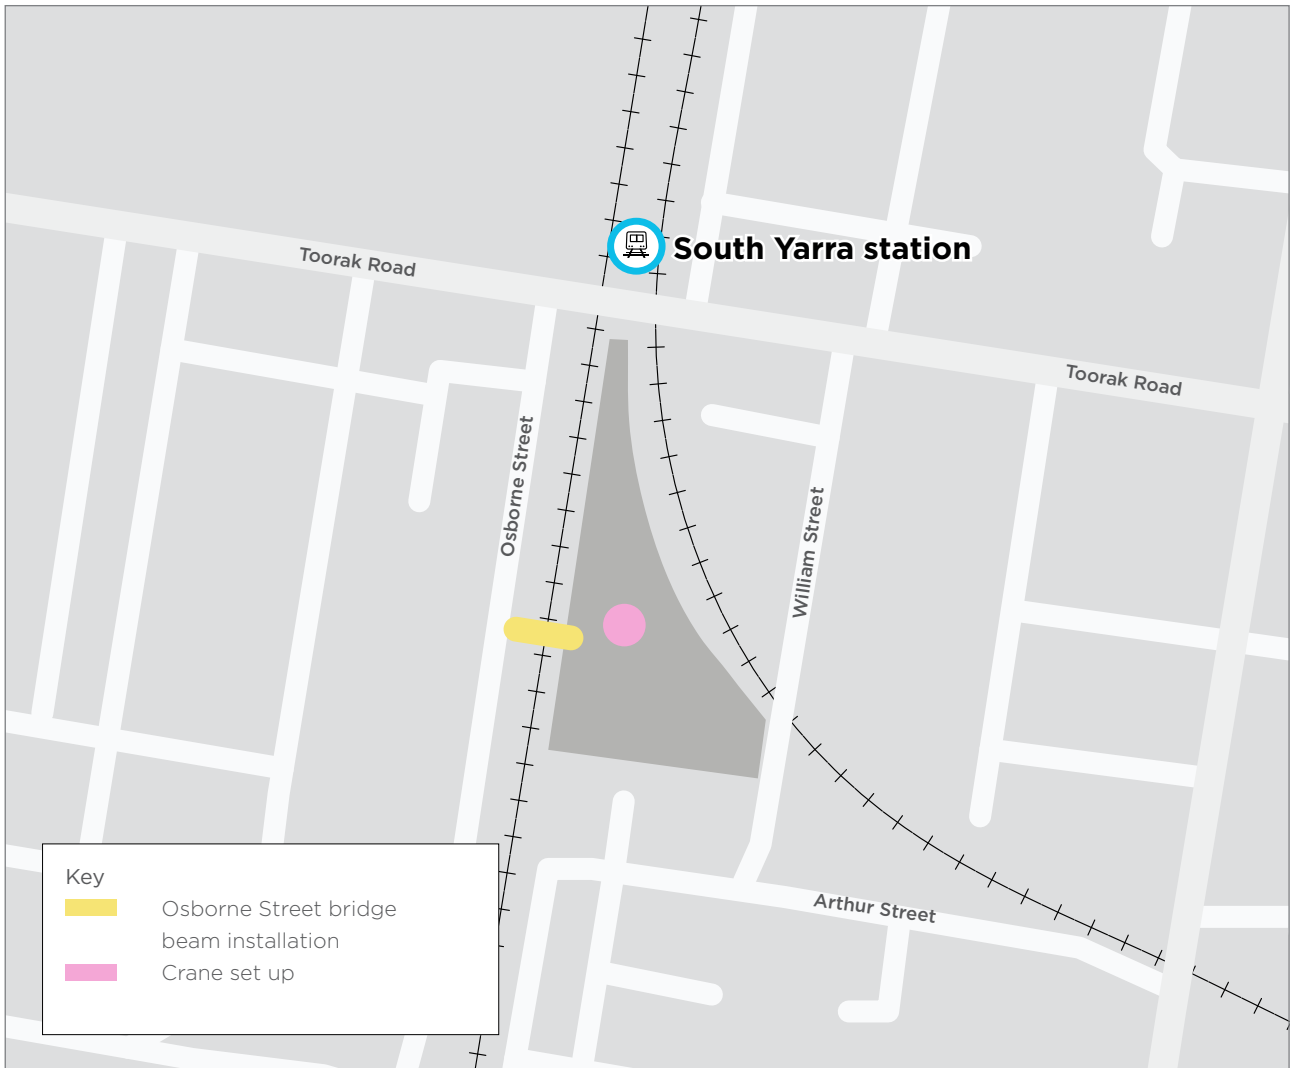 South Yarra station
Toorak Road
Toorak Road
Osborne Street
William Street
Arthur Street
Key
Osborne Street bridge
beam installation
Crane set up